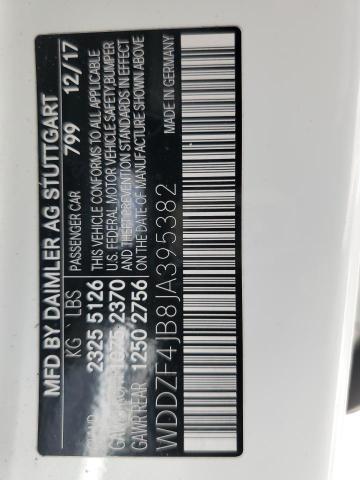 MFD BY DAIMLER AG STUTTGART
PASSENGER CAR 799 12/17
KG LBS
2325 5126
1075 2370
GAWR REAR 1250 2756
THIS VEHICLE CONFORMS TO ALL APPLICABLE
U.S. FEDERAL MOTOR VEHICLE SAFETY, BUMPER
AND THEFT PREVENTION STANDARDS IN EFFECT
ON THE DATE OF MANUFACTURE SHOWN ABOVE
MADE IN GERMANY
WDDZF4JB8JA395382